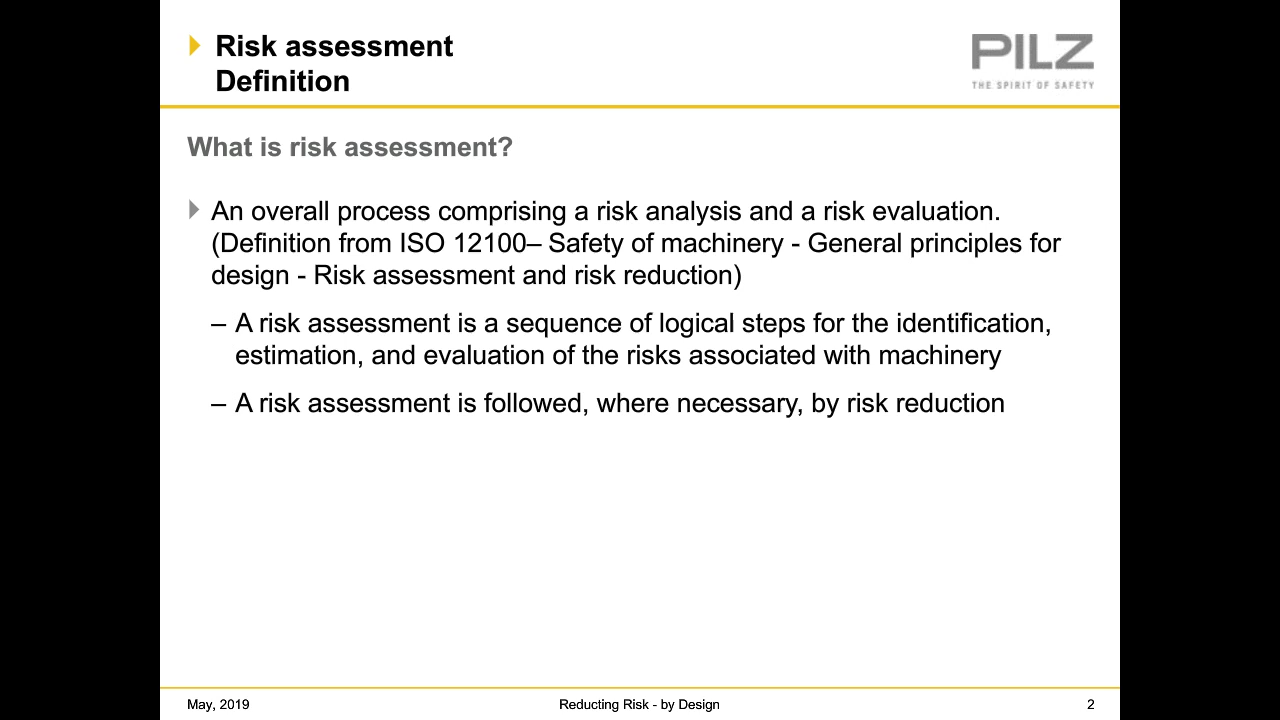 Risk assessment
Definition
PILZ
THE SPIRIT OF SAFETY
What is risk assessment?
An overall process comprising a risk analysis and a risk evaluation.
(Definition from ISO 12100– Safety of machinery - General principles for
design - Risk assessment and risk reduction)
– A risk assessment is a sequence of logical steps for the identification,
estimation, and evaluation of the risks associated with machinery
– A risk assessment is followed, where necessary, by risk reduction
May, 2019
Reducting Risk - by Design
2